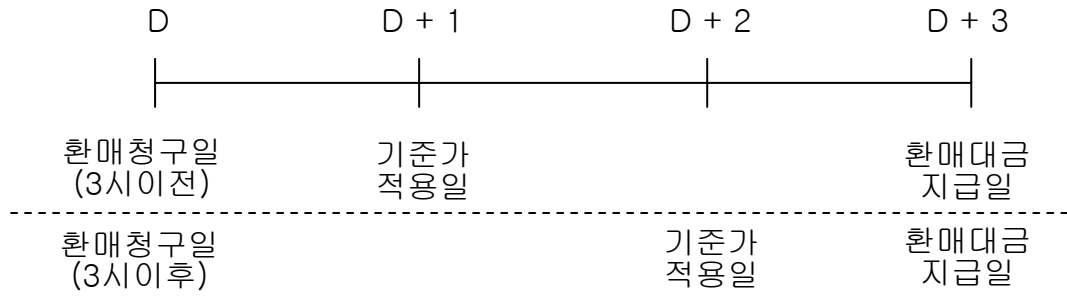 D D + 1 D + 2 D + 3
환매청구일 기준가 환매대금
(3시이전) 적용일 지급일
환매청구일 기준가 환매대금
(3시이후) 적용일 지급일